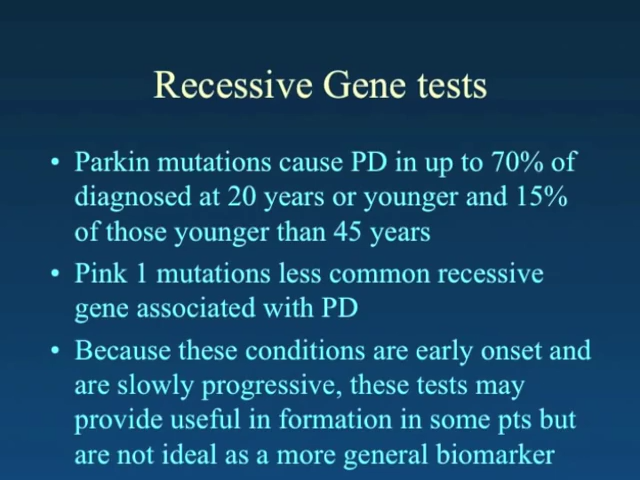 Recessive Gene tests
• Parkin mutations cause PD in up to 70% of
diagnosed at 20 years or younger and 15%
of those younger than 45 years
• Pink 1 mutations less common recessive
gene associated with PD
• Because these conditions are early onset and
are slowly progressive, these tests may
provide useful in formation in some pts but
are not ideal as a more general biomarker